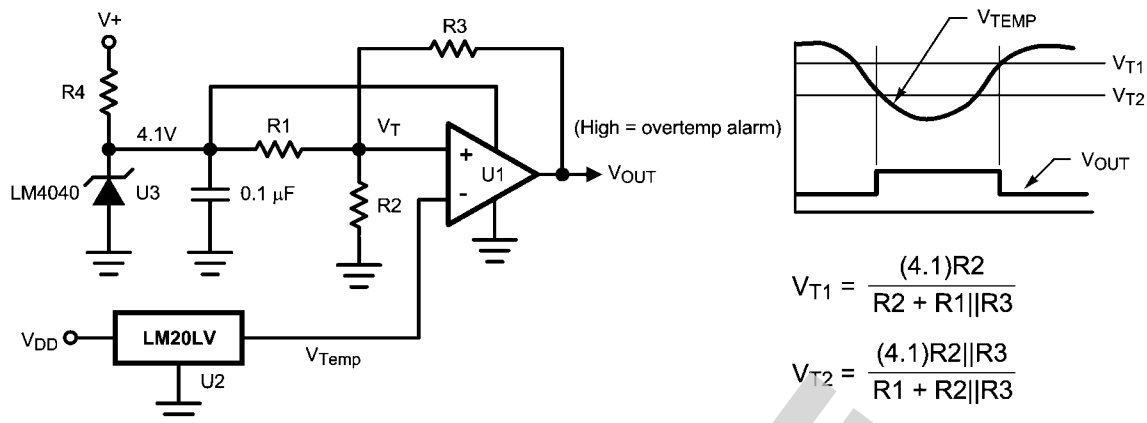 V+
R4
4.1V
LM4040
U3
0.1 μF
R1
R3
V_T
R2
+
-
U1
(High = overtemp alarm)
V_OUT
V_DD
LM20LV
U2
V_Temp
V_TEMP
V_T1
V_T2
V_OUT
V_T1 = (4.1)R2 / R2 + R1||R3
V_T2 = (4.1)R2||R3 / R1 + R2||R3